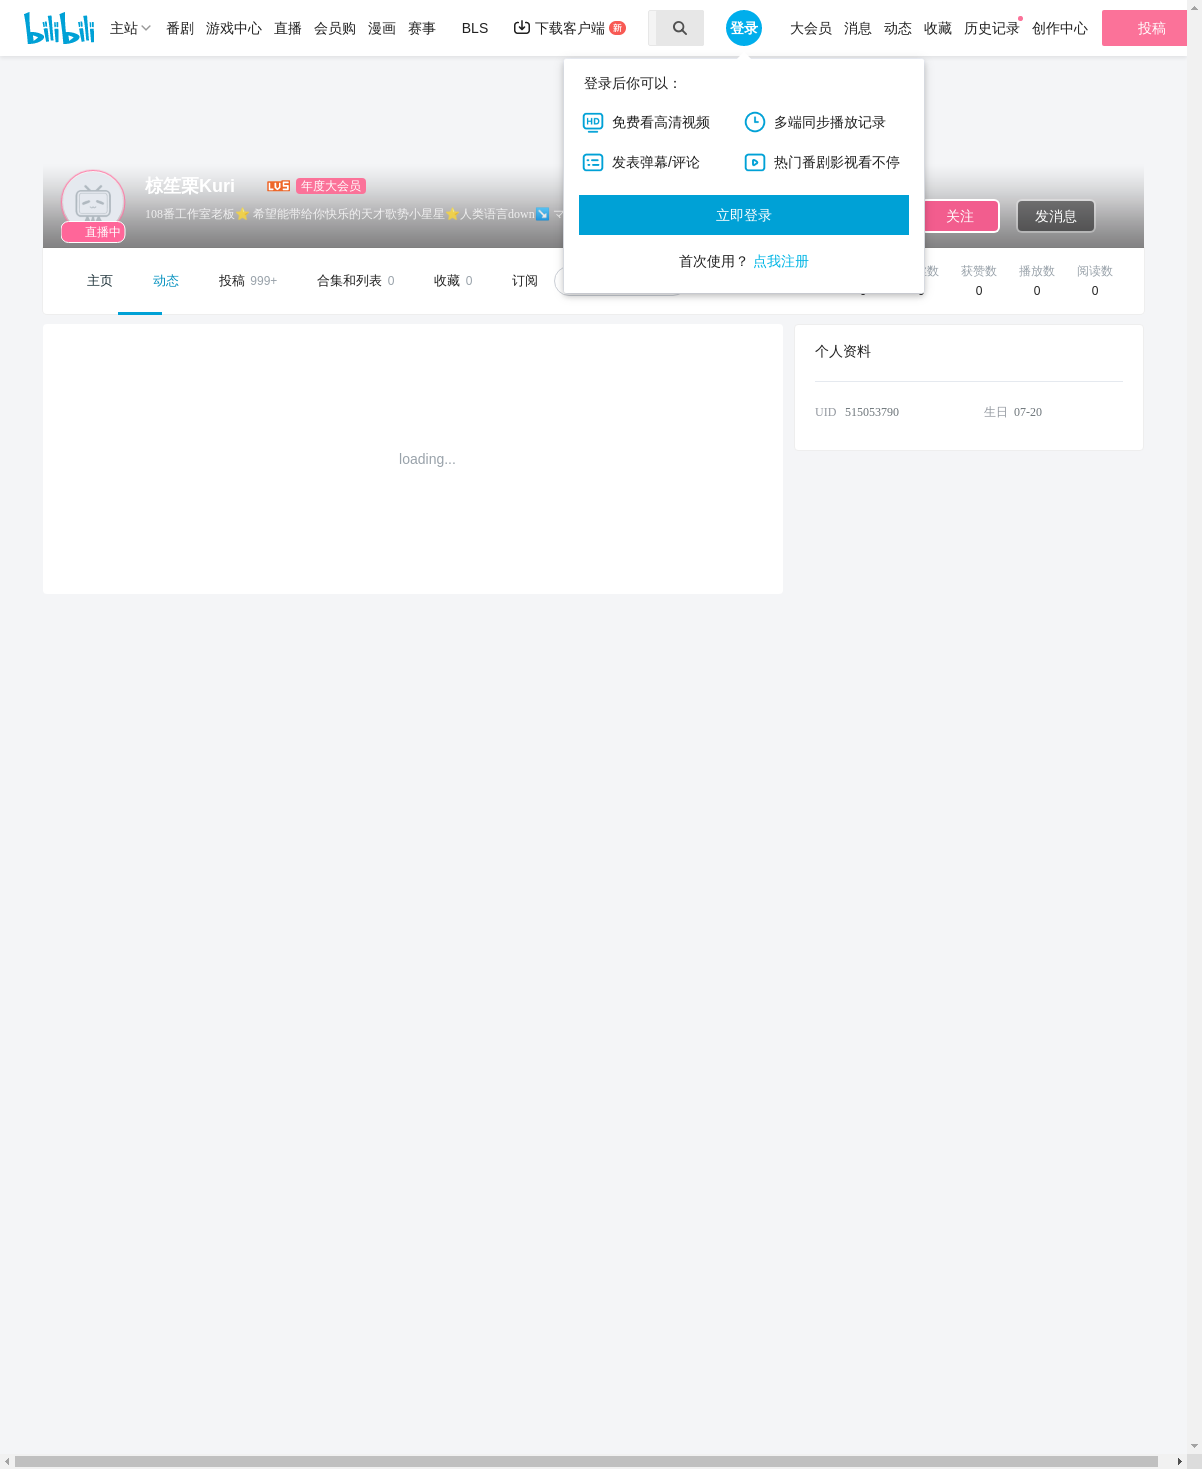 bilibili 主站 番剧 游戏中心 直播 会员购 漫画 赛事 BLS 下载客户端 新 登录 大会员 消息 动态 收藏 历史记录 创作中心 投稿
登录后你可以：
HD 免费看高清视频 多端同步播放记录
发表弹幕/评论 热门番剧影视看不停
立即登录
首次使用？ 点我注册
椋笙栗Kuri LV5 年度大会员
108番工作室老板⭐ 希望能带给你快乐的天才歌势小星星⭐人类语言down↘️
直播中
关注 发消息
主页 动态 投稿 999+ 合集和列表 0 收藏 0 订阅
数 获赞数 播放数 阅读数
0 0 0
loading...
个人资料
UID 515053790 生日 07-20